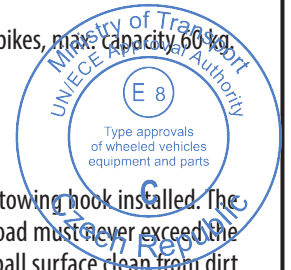 bikes, max. capacity 60 kg.
Ministry of Transport
UN/ECE Approval Authority
E 8
Type approvals
of wheeled vehicles
equipment and parts
C
Czech Republic
towing hook installed. The
oad must never exceed the
ball surface clean from dirt